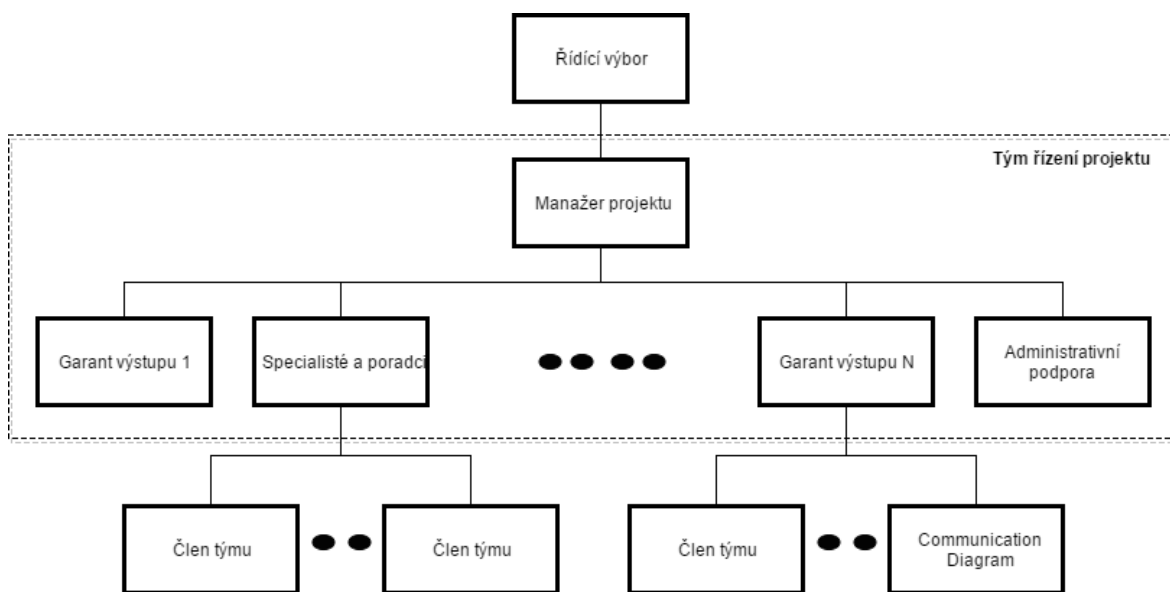 Řídící výbor
Tým řízení projektu
Manažer projektu
Garant výstupu 1
Specialisté a poradci
Garant výstupu N
Administrativní
podpora
Člen týmu
Člen týmu
Člen týmu
Communication
Diagram